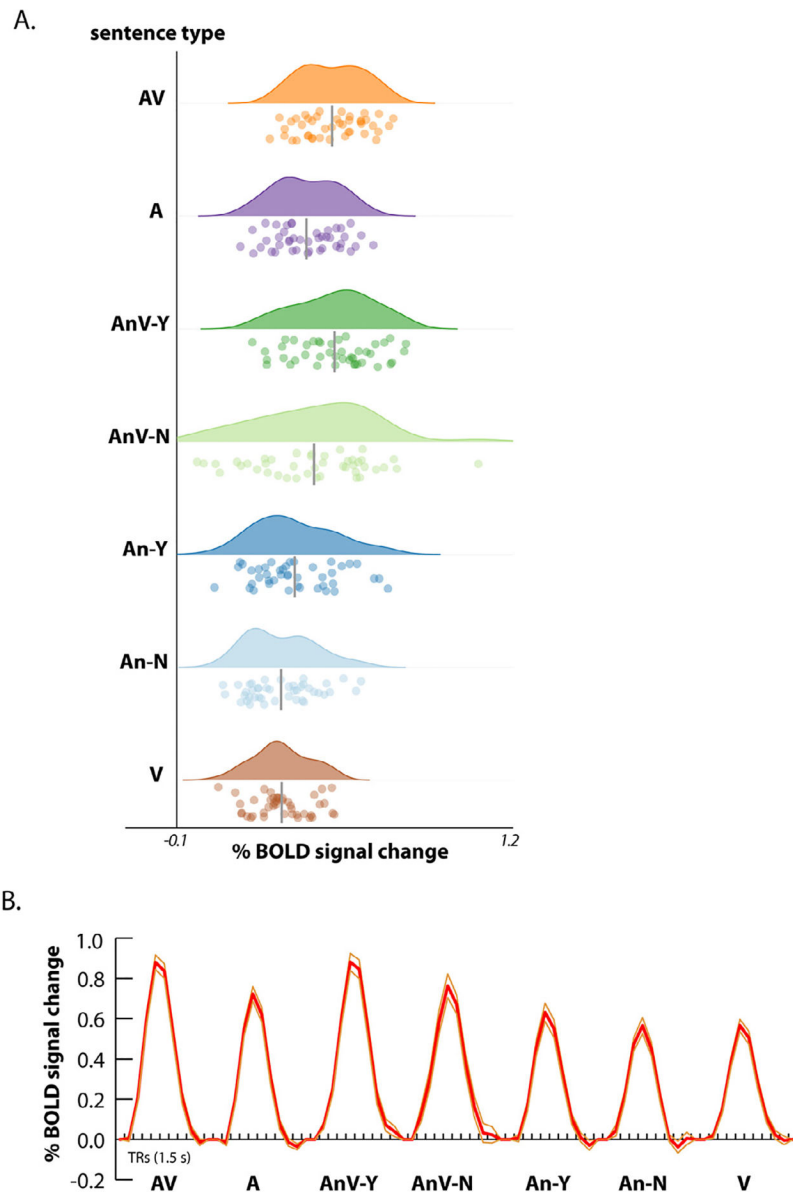 A.
sentence type
AV
A
AnV-Y
AnV-N
An-Y
An-N
V
-0.1 1.2
% BOLD signal change
B.
% BOLD signal change
1.0
0.8
0.6
0.4
0.2
0.0
-0.2
TRs (1.5 s)
AV A AnV-Y AnV-N An-Y An-N V